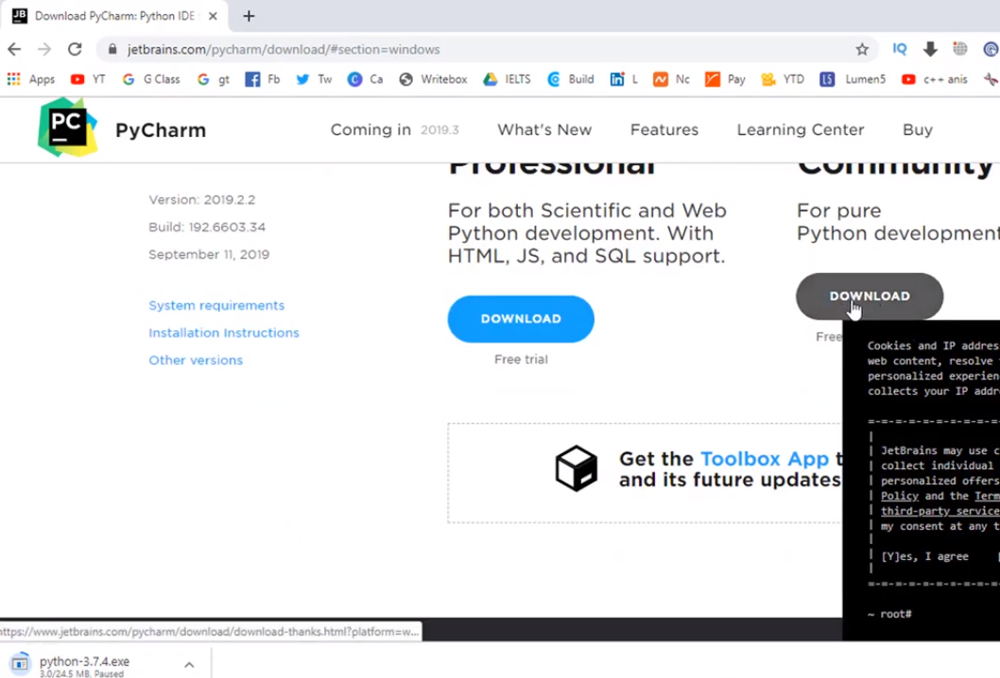 JB Download PyCharm: Python IDE
jetbrains.com/pycharm/download/#section=windows
IQ
Apps YT G Class gt Fb Tw Ca Writebox IELTS Build L Nc Pay YTD Lumen5 c++ anis
PC PyCharm Coming in 2019.3 What's New Features Learning Center Buy
Professional Community
Version: 2019.2.2
Build: 192.6603.34
September 11, 2019
System requirements
Installation Instructions
Other versions
For both Scientific and Web
Python development. With
HTML, JS, and SQL support.
DOWNLOAD
Free trial
For pure
Python development
DOWNLOAD
Free
Get the Toolbox App
and its future updates
Cookies and IP addres
web content, resolve
personalized experien
collects your IP addr
=-=-=-=-=-=-=-=-=-=-
JetBrains may use c
collect individual
personalized offers
Policy and the Term
third-party service
my consent at any t
[Y]es, I agree
=-=-=-=-=-=-=-=-=-=-
~ root#
https://www.jetbrains.com/pycharm/download/download-thanks.html?platform=w...
python-3.7.4.exe
3.0/24.5 MB, Paused